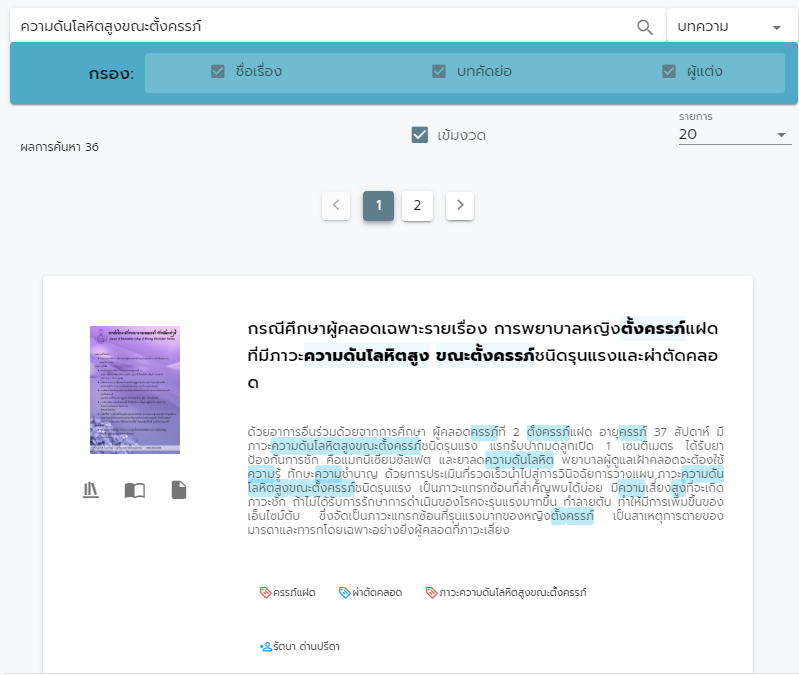 ความดันโลหิตสูงขณะตั้งครรภ์
บทความ
กรอง:
ชื่อเรื่อง
บทคัดย่อ
ผู้แต่ง
เข้มงวด
รายการ
20
ผลการค้นหา 36
1
2
กรณีศึกษาผู้คลอดเฉพาะรายเรื่อง การพยาบาลหญิงตั้งครรภ์แฝด
ที่มีภาวะความดันโลหิตสูง ขณะตั้งครรภ์ชนิดรุนแรงและผ่าตัดคลอ
ด
ด้วยอาการอื่นร่วมด้วยจากการศึกษา ผู้คลอดครรภ์ที่ 2 ตั้งครรภ์แฝด อายุครรภ์ 37 สัปดาห์ มี
ภาวะความดันโลหิตสูงขณะตั้งครรภ์ชนิดรุนแรง แรกรับปากมดลูกเปิด 1 เซนติเมตร ได้รับยา
ป้องกันการชัก คือแมกนีเซียมซัลเฟต และยาลดความดันโลหิต พยาบาลผู้ดูแลเฝ้าคลอดจะต้องใช้
ความรู้ ทักษะความชำนาญ ด้วยการประเมินที่รวดเร็วนำไปสู่การวินิจฉัยการวางแผน ภาวะความดัน
โลหิตสูงขณะตั้งครรภ์ชนิดรุนแรง เป็นภาวะแทรกซ้อนที่สำคัญพบได้บ่อย มีความเสี่ยงสูงที่จะเกิด
ภาวะชัก ถ้าไม่ได้รับการรักษาการดำเนินของโรคจะรุนแรงมากขึ้น ทำลายตับ ทำให้มีการเพิ่มขึ้นของ
เอ็นไซม์ตับ ซึ่งจัดเป็นภาวะแทรกซ้อนที่รุนแรงมากของหญิงตั้งครรภ์ เป็นสาเหตุการตายของ
มารดาและทารกโดยเฉพาะอย่างยิ่งผู้คลอดที่ภาวะเสี่ยง
ครรภ์แฝด
ผ่าตัดคลอด
ภาวะความดันโลหิตสูงขณะตั้งครรภ์
รัตนา ด่านปรีดา